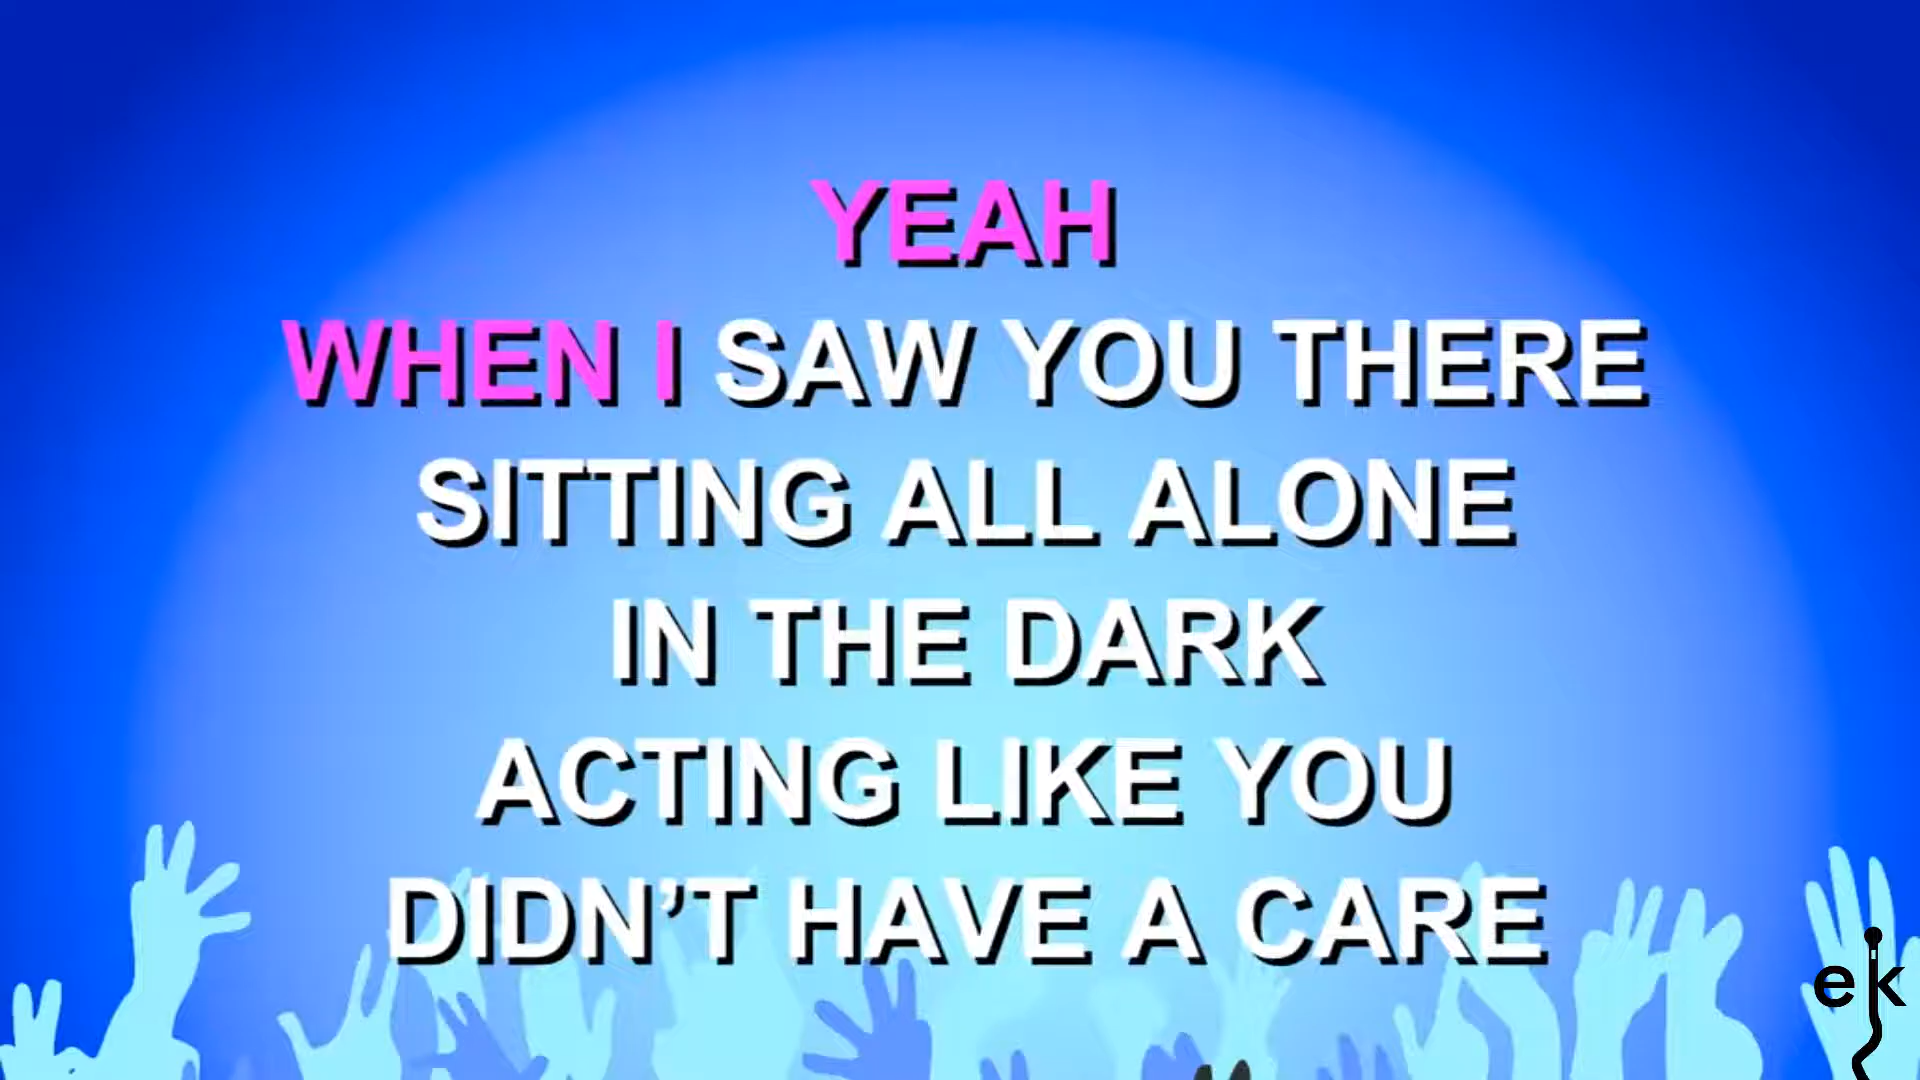 YEAH
WHEN I SAW YOU THERE
SITTING ALL ALONE
IN THE DARK
ACTING LIKE YOU
DIDN’T HAVE A CARE
ek